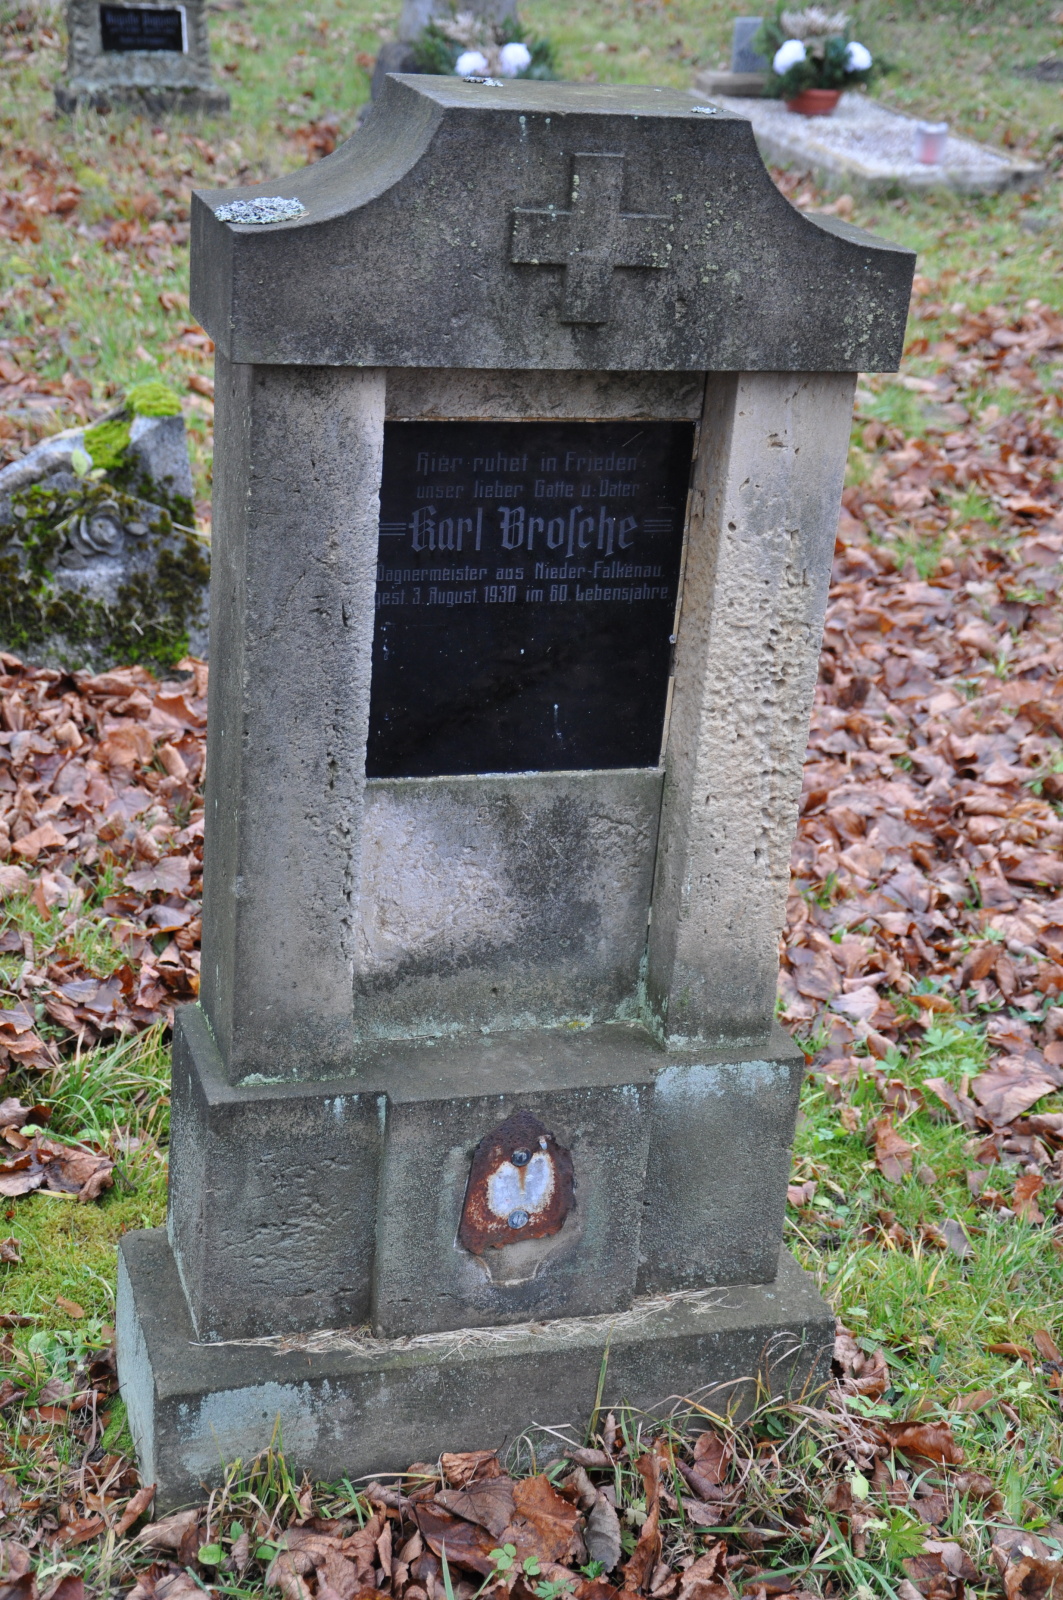 Hier ruhet in Frieden
unser lieber Gatte u. Vater
Karl Brosche
Wagnermeister aus Nieder-Falkenau
gest. 3. August 1930 im 60. Lebensjahre